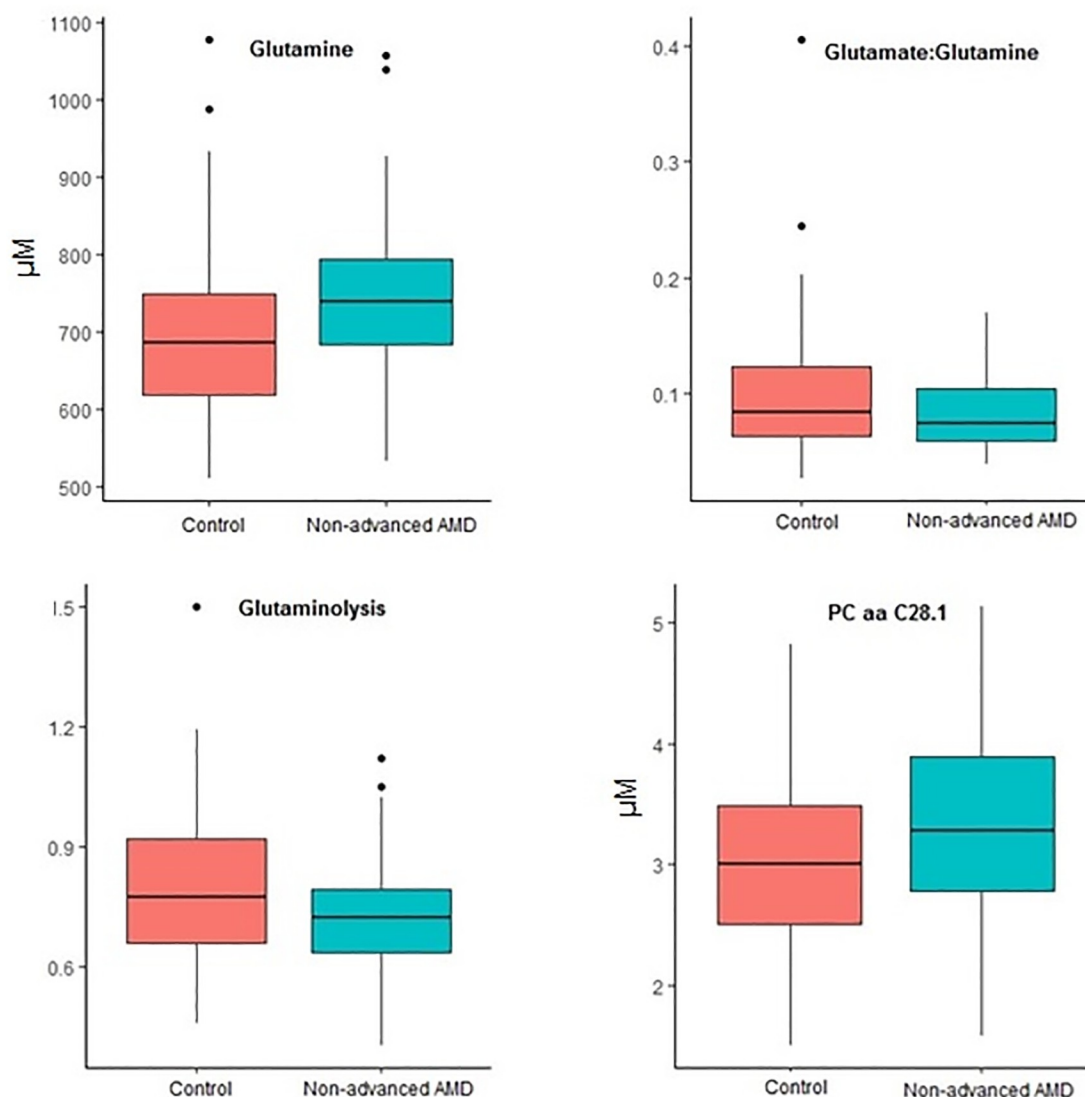 Glutamine
1100
1000
900
800
700
600
500
µM
Control
Non-advanced AMD
Glutamate:Glutamine
0.4
0.3
0.2
0.1
Control
Non-advanced AMD
Glutaminolysis
1.5
1.2
0.9
0.6
Control
Non-advanced AMD
PC aa C28.1
5
4
3
2
µM
Control
Non-advanced AMD